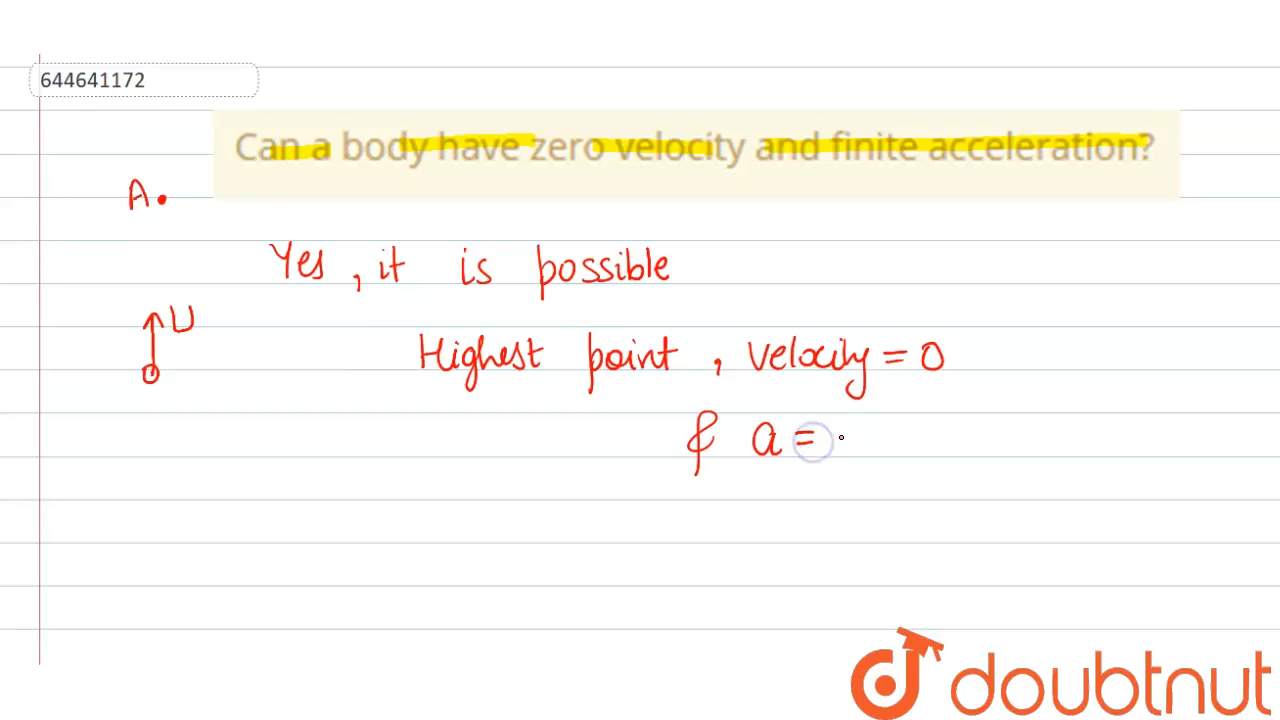 644641172
Can a body have zero velocity and finite acceleration?
A.
Yes, it is possible
U
Highest point, velocity = 0
& a =
doubtnut